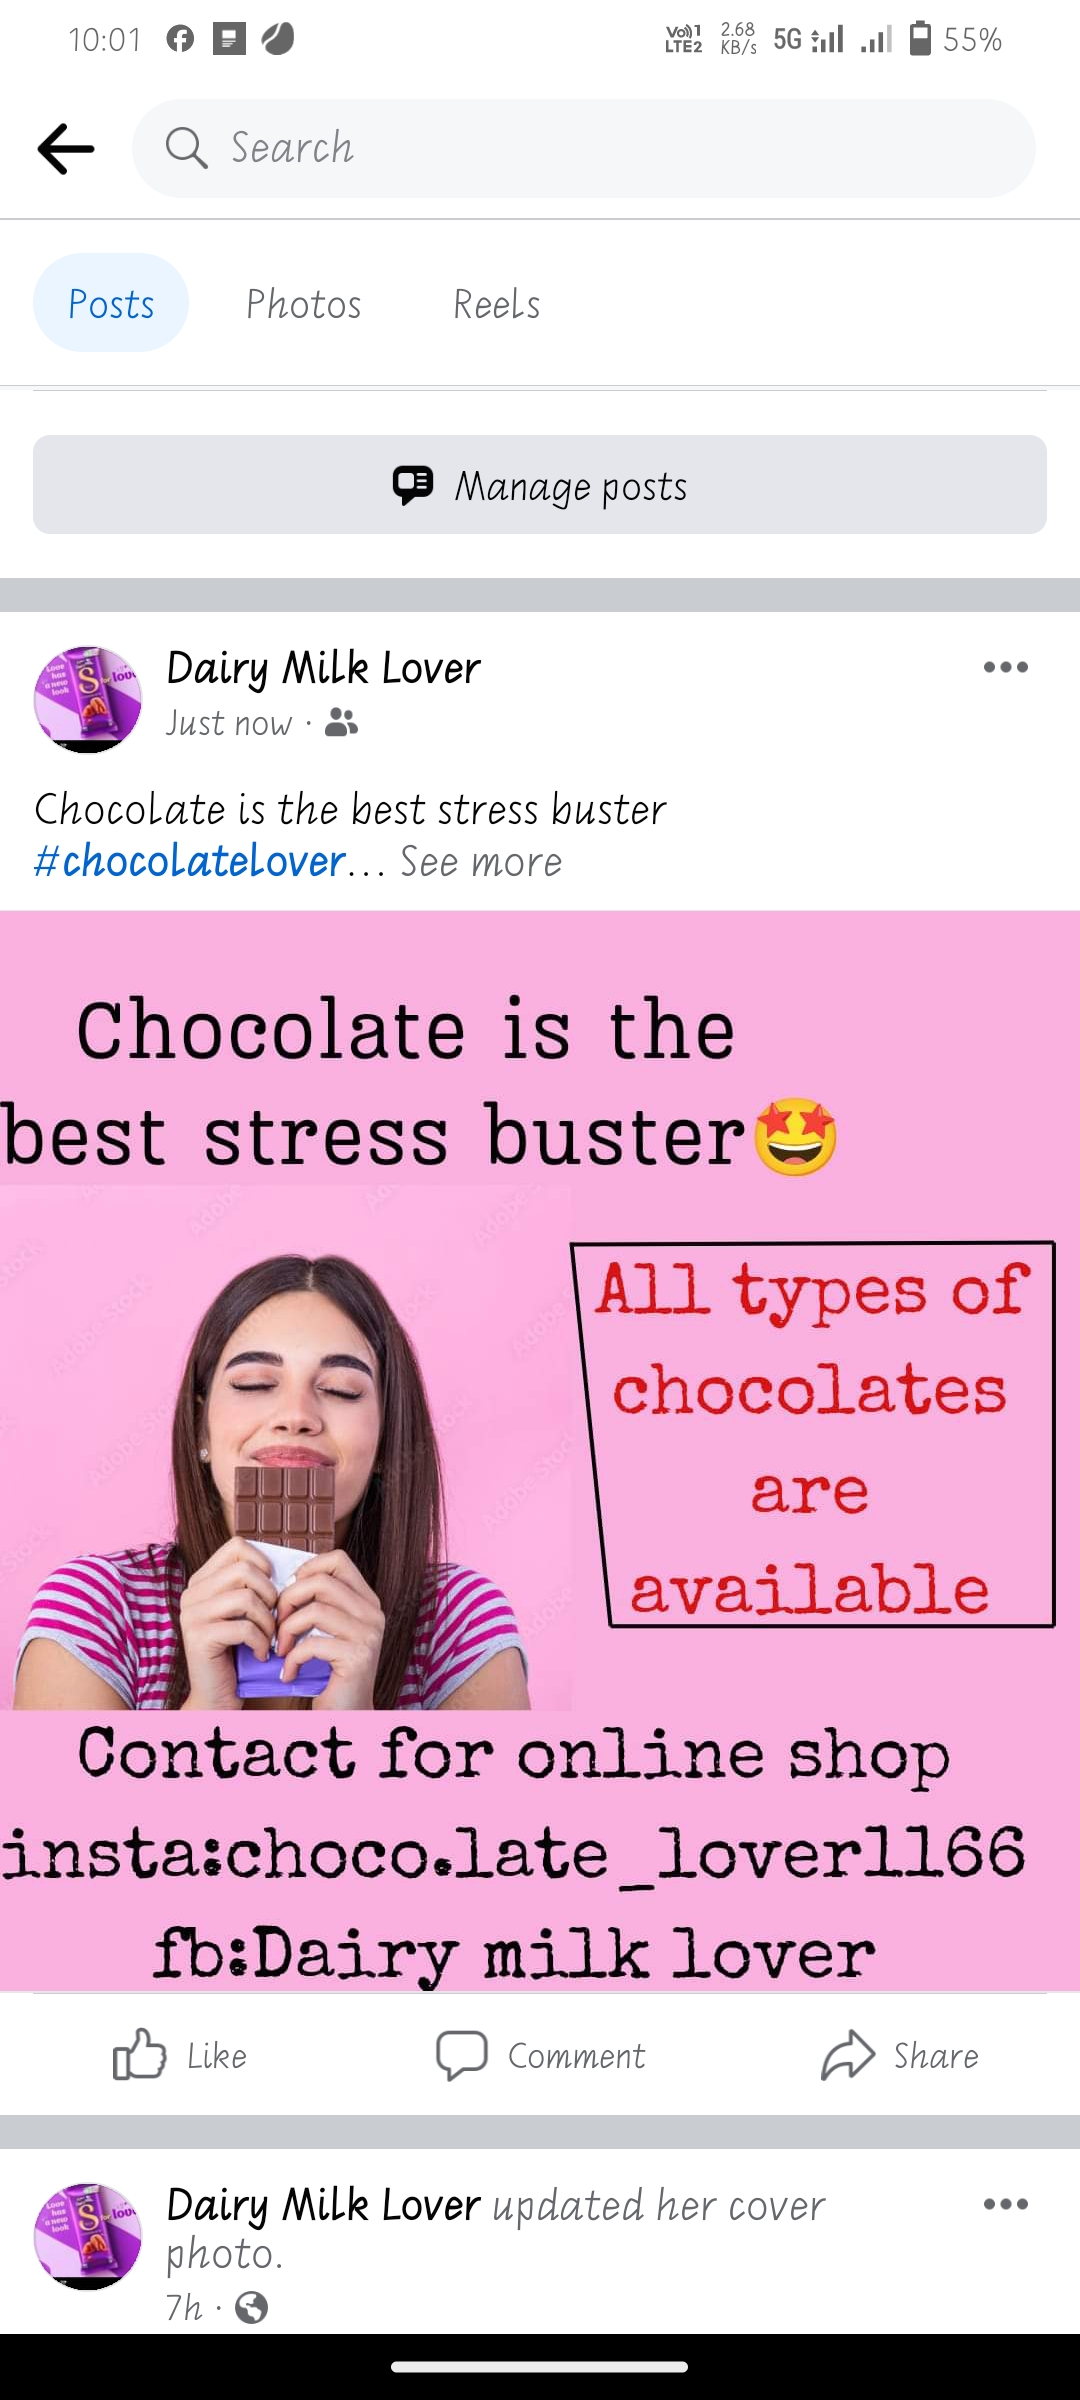 10:01
Vo)) 1
LTE2
2.68
KB/s
5G
55%
Search
Posts
Photos
Reels
Manage posts
Dairy Milk Lover
Just now ·
Chocolate is the best stress buster
#chocolatelover... See more
Chocolate is the
best stress buster🤩
All types of
chocolates
are
available
Contact for online shop
insta:choco.late_lover1166
fb:Dairy milk lover
Like
Comment
Share
Dairy Milk Lover updated her cover
photo.
7h ·